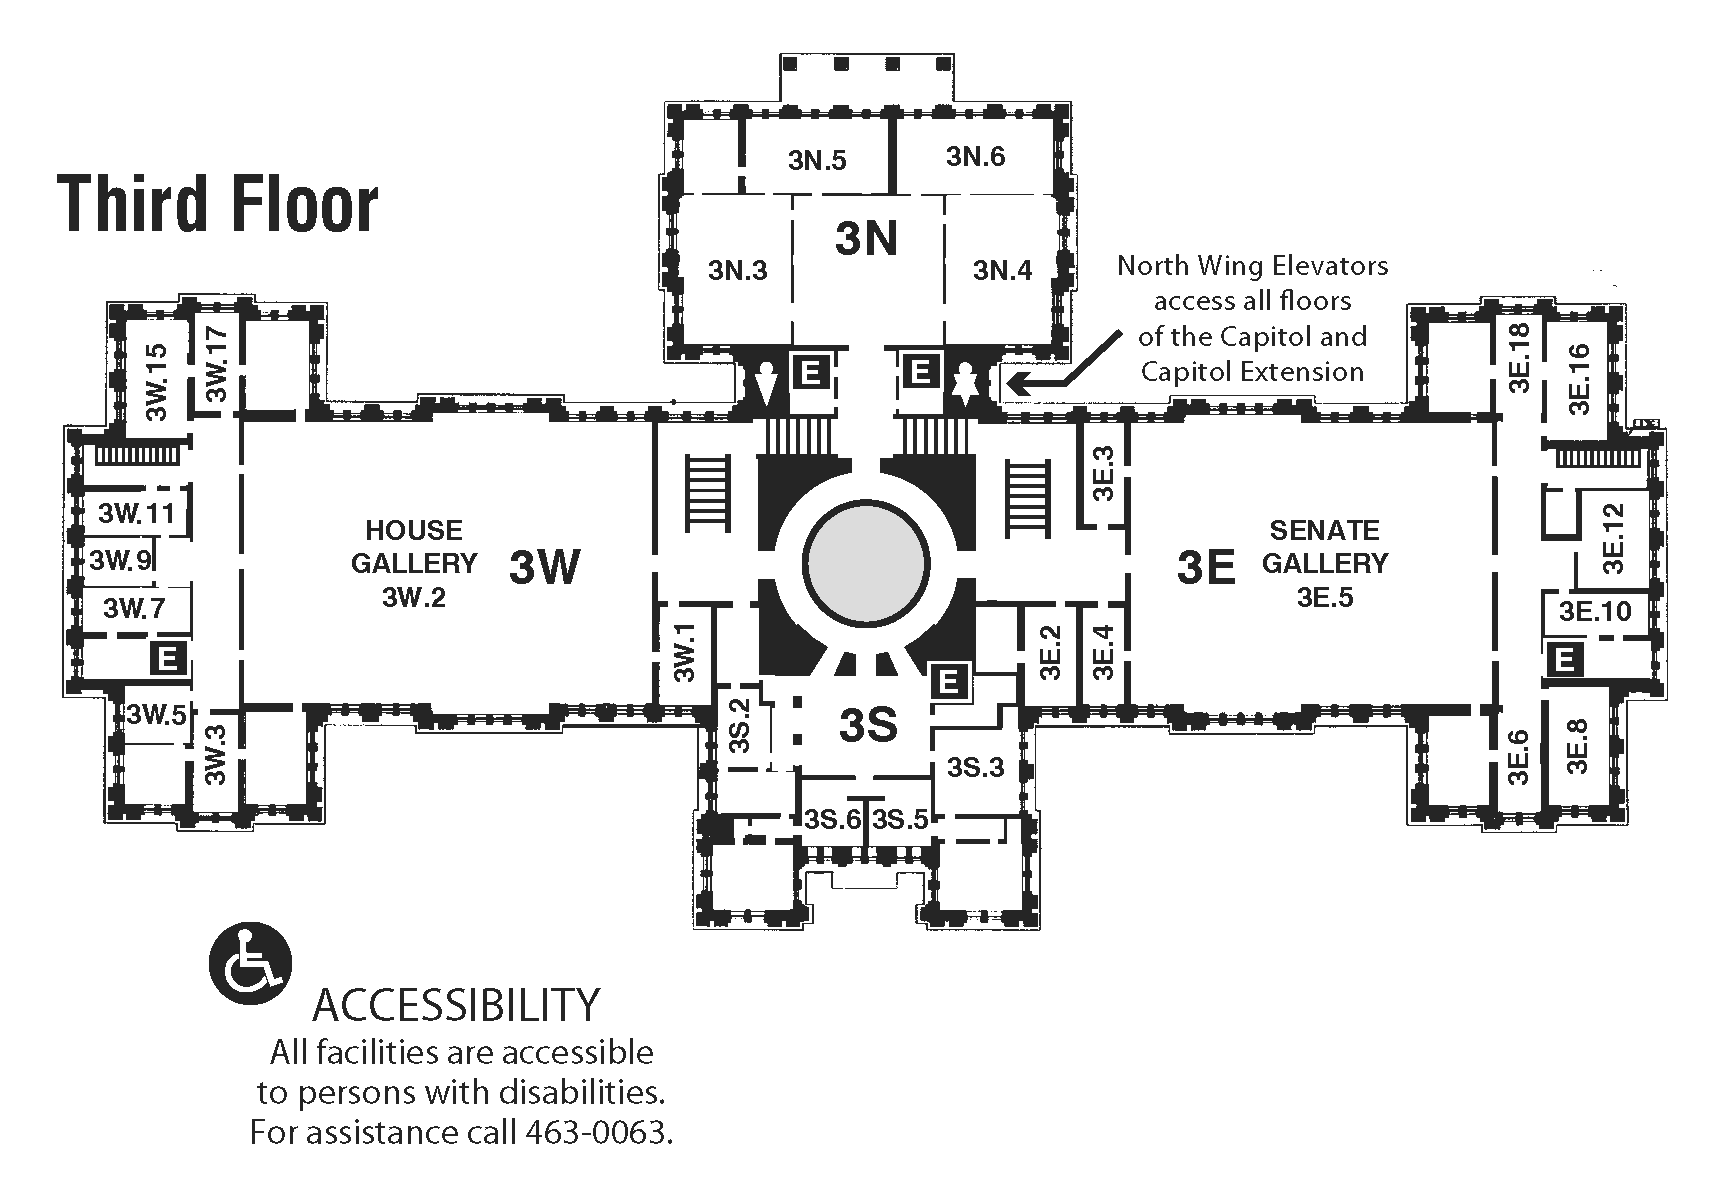 Third Floor
3N.5
3N.6
3N
3N.3
3N.4
North Wing Elevators
access all floors
of the Capitol and
Capitol Extension
E
E
3W.15
3W.17
3E.18
3E.16
3W.11
3W.9
3W.7
E
3W.5
3W.3
HOUSE
GALLERY
3W.2
3W
3W.1
3E.3
3E
SENATE
GALLERY
3E.5
3E.2
3E.4
3E.12
3E.10
E
3E.6
3E.8
E
3S.2
3S
3S.3
3S.6
3S.5
ACCESSIBILITY
All facilities are accessible
to persons with disabilities.
For assistance call 463-0063.